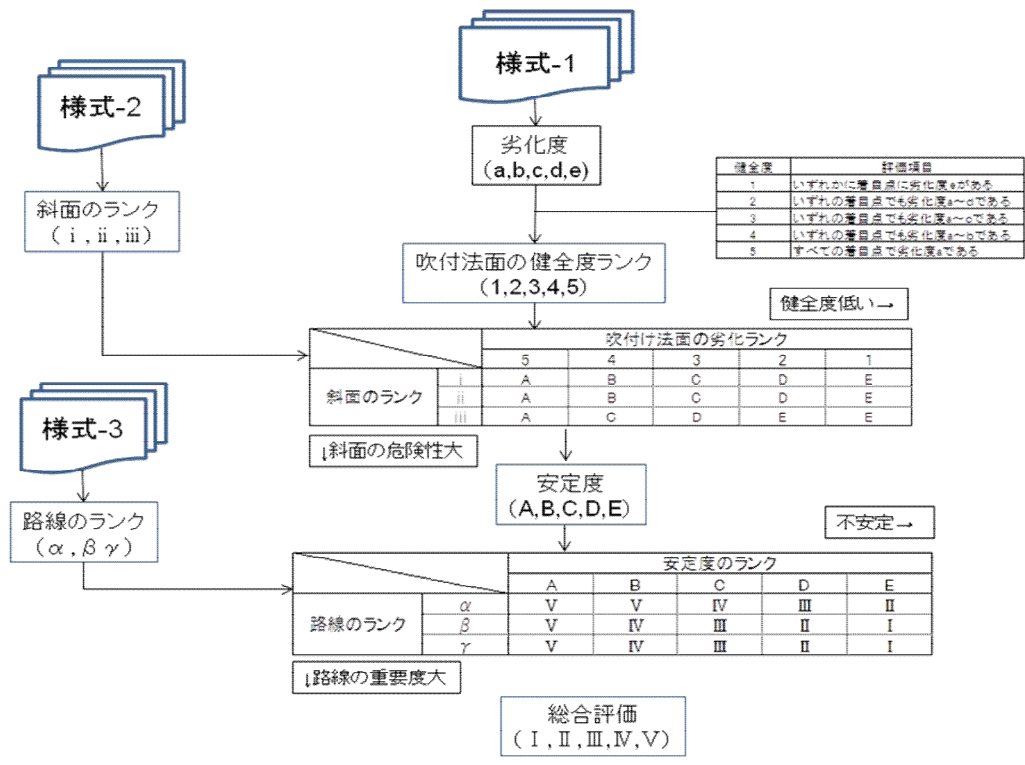 様式-1
様式-2
劣化度
(a,b,c,d,e)
健全度 評価項目
1 いずれかに着目点に劣化度eがある
2 いずれの着目点でも劣化度a～dである
3 いずれの着目点でも劣化度a～cである
4 いずれの着目点でも劣化度a～bである
5 すべての着目点で劣化度aである
斜面のランク
(ⅰ,ⅱ,ⅲ)
吹付法面の健全度ランク
(1,2,3,4,5)
健全度低い→
吹付け法面の劣化ランク
5 4 3 2 1
斜面のランク
ⅰ A B C D E
ⅱ A B C D E
ⅲ A C D E E
↓斜面の危険性大
様式-3
安定度
(A,B,C,D,E)
路線のランク
(α,βγ)
不安定→
安定度のランク
A B C D E
路線のランク
α Ⅴ Ⅴ Ⅳ Ⅲ Ⅱ
β Ⅴ Ⅳ Ⅲ Ⅱ Ⅰ
γ Ⅴ Ⅳ Ⅲ Ⅱ Ⅰ
↓路線の重要度大
総合評価
(Ⅰ,Ⅱ,Ⅲ,Ⅳ,Ⅴ)